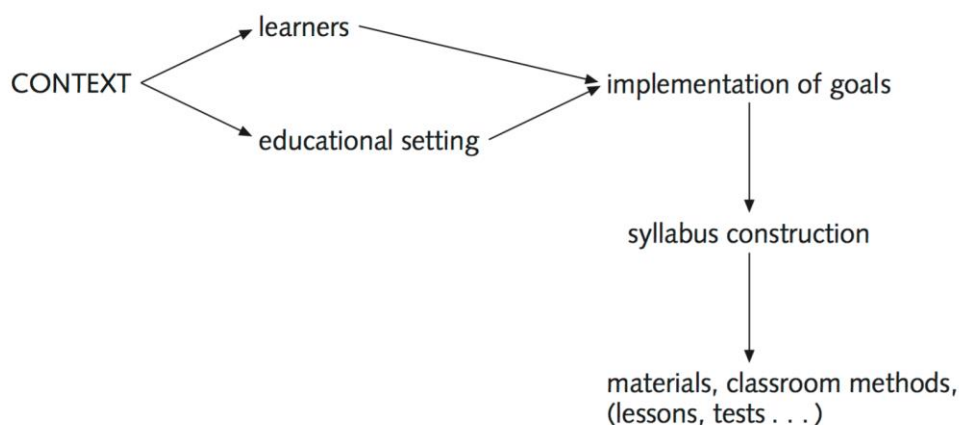 learners
CONTEXT
implementation of goals
educational setting
syllabus construction
materials, classroom methods,
(lessons, tests . . .)